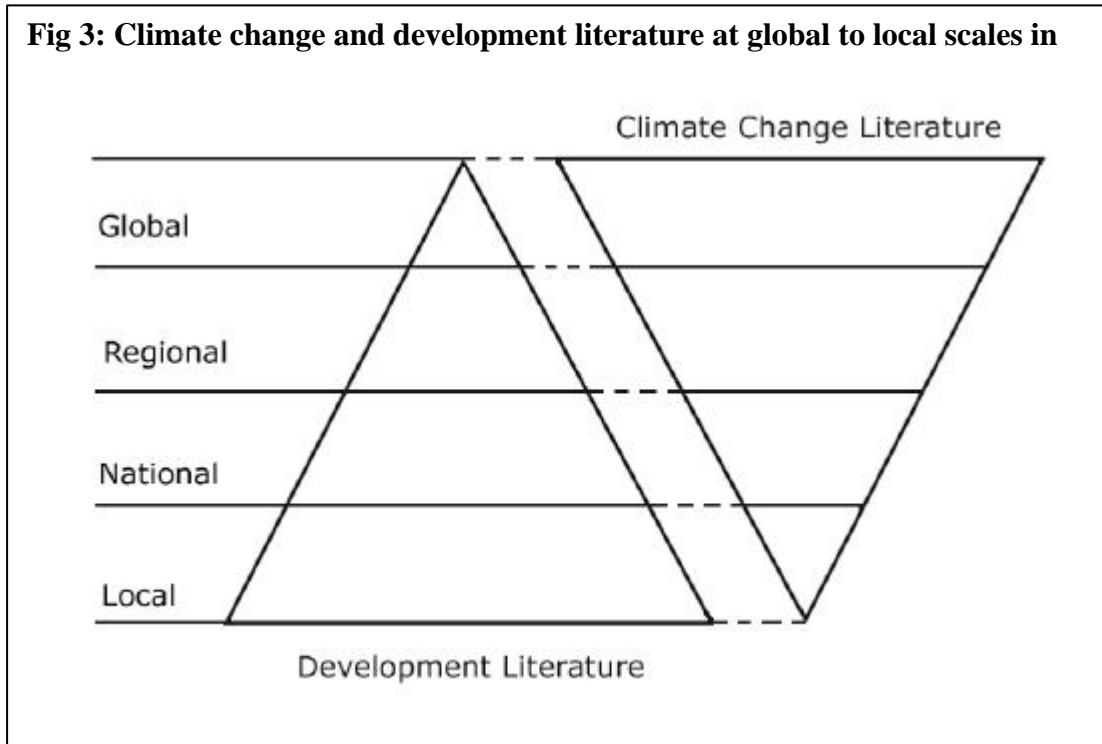 Fig 3: Climate change and development literature at global to local scales in
Climate Change Literature
Global
Regional
National
Local
Development Literature